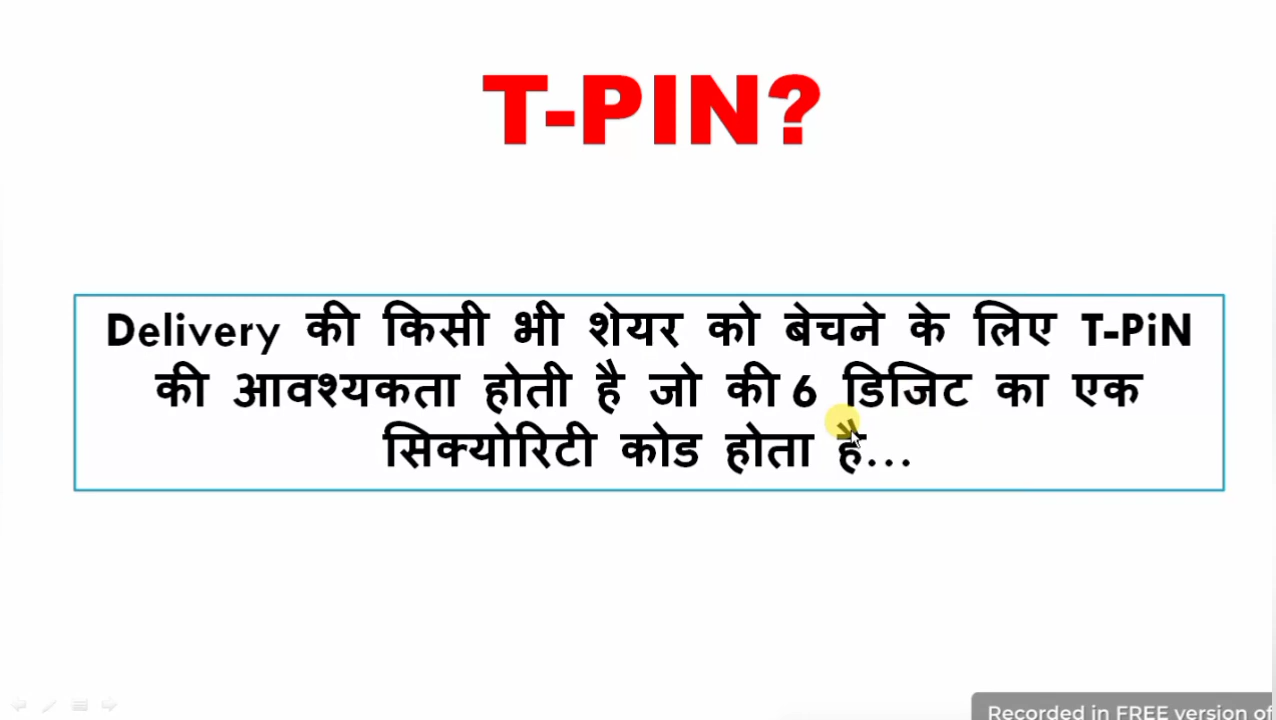 T-PIN?
Delivery की किसी भी शेयर को बेचने के लिए T-PiN
की आवश्यकता होती है जो की 6 डिजिट का एक
सिक्योरिटी कोड होता है...
Recorded in FREE version of